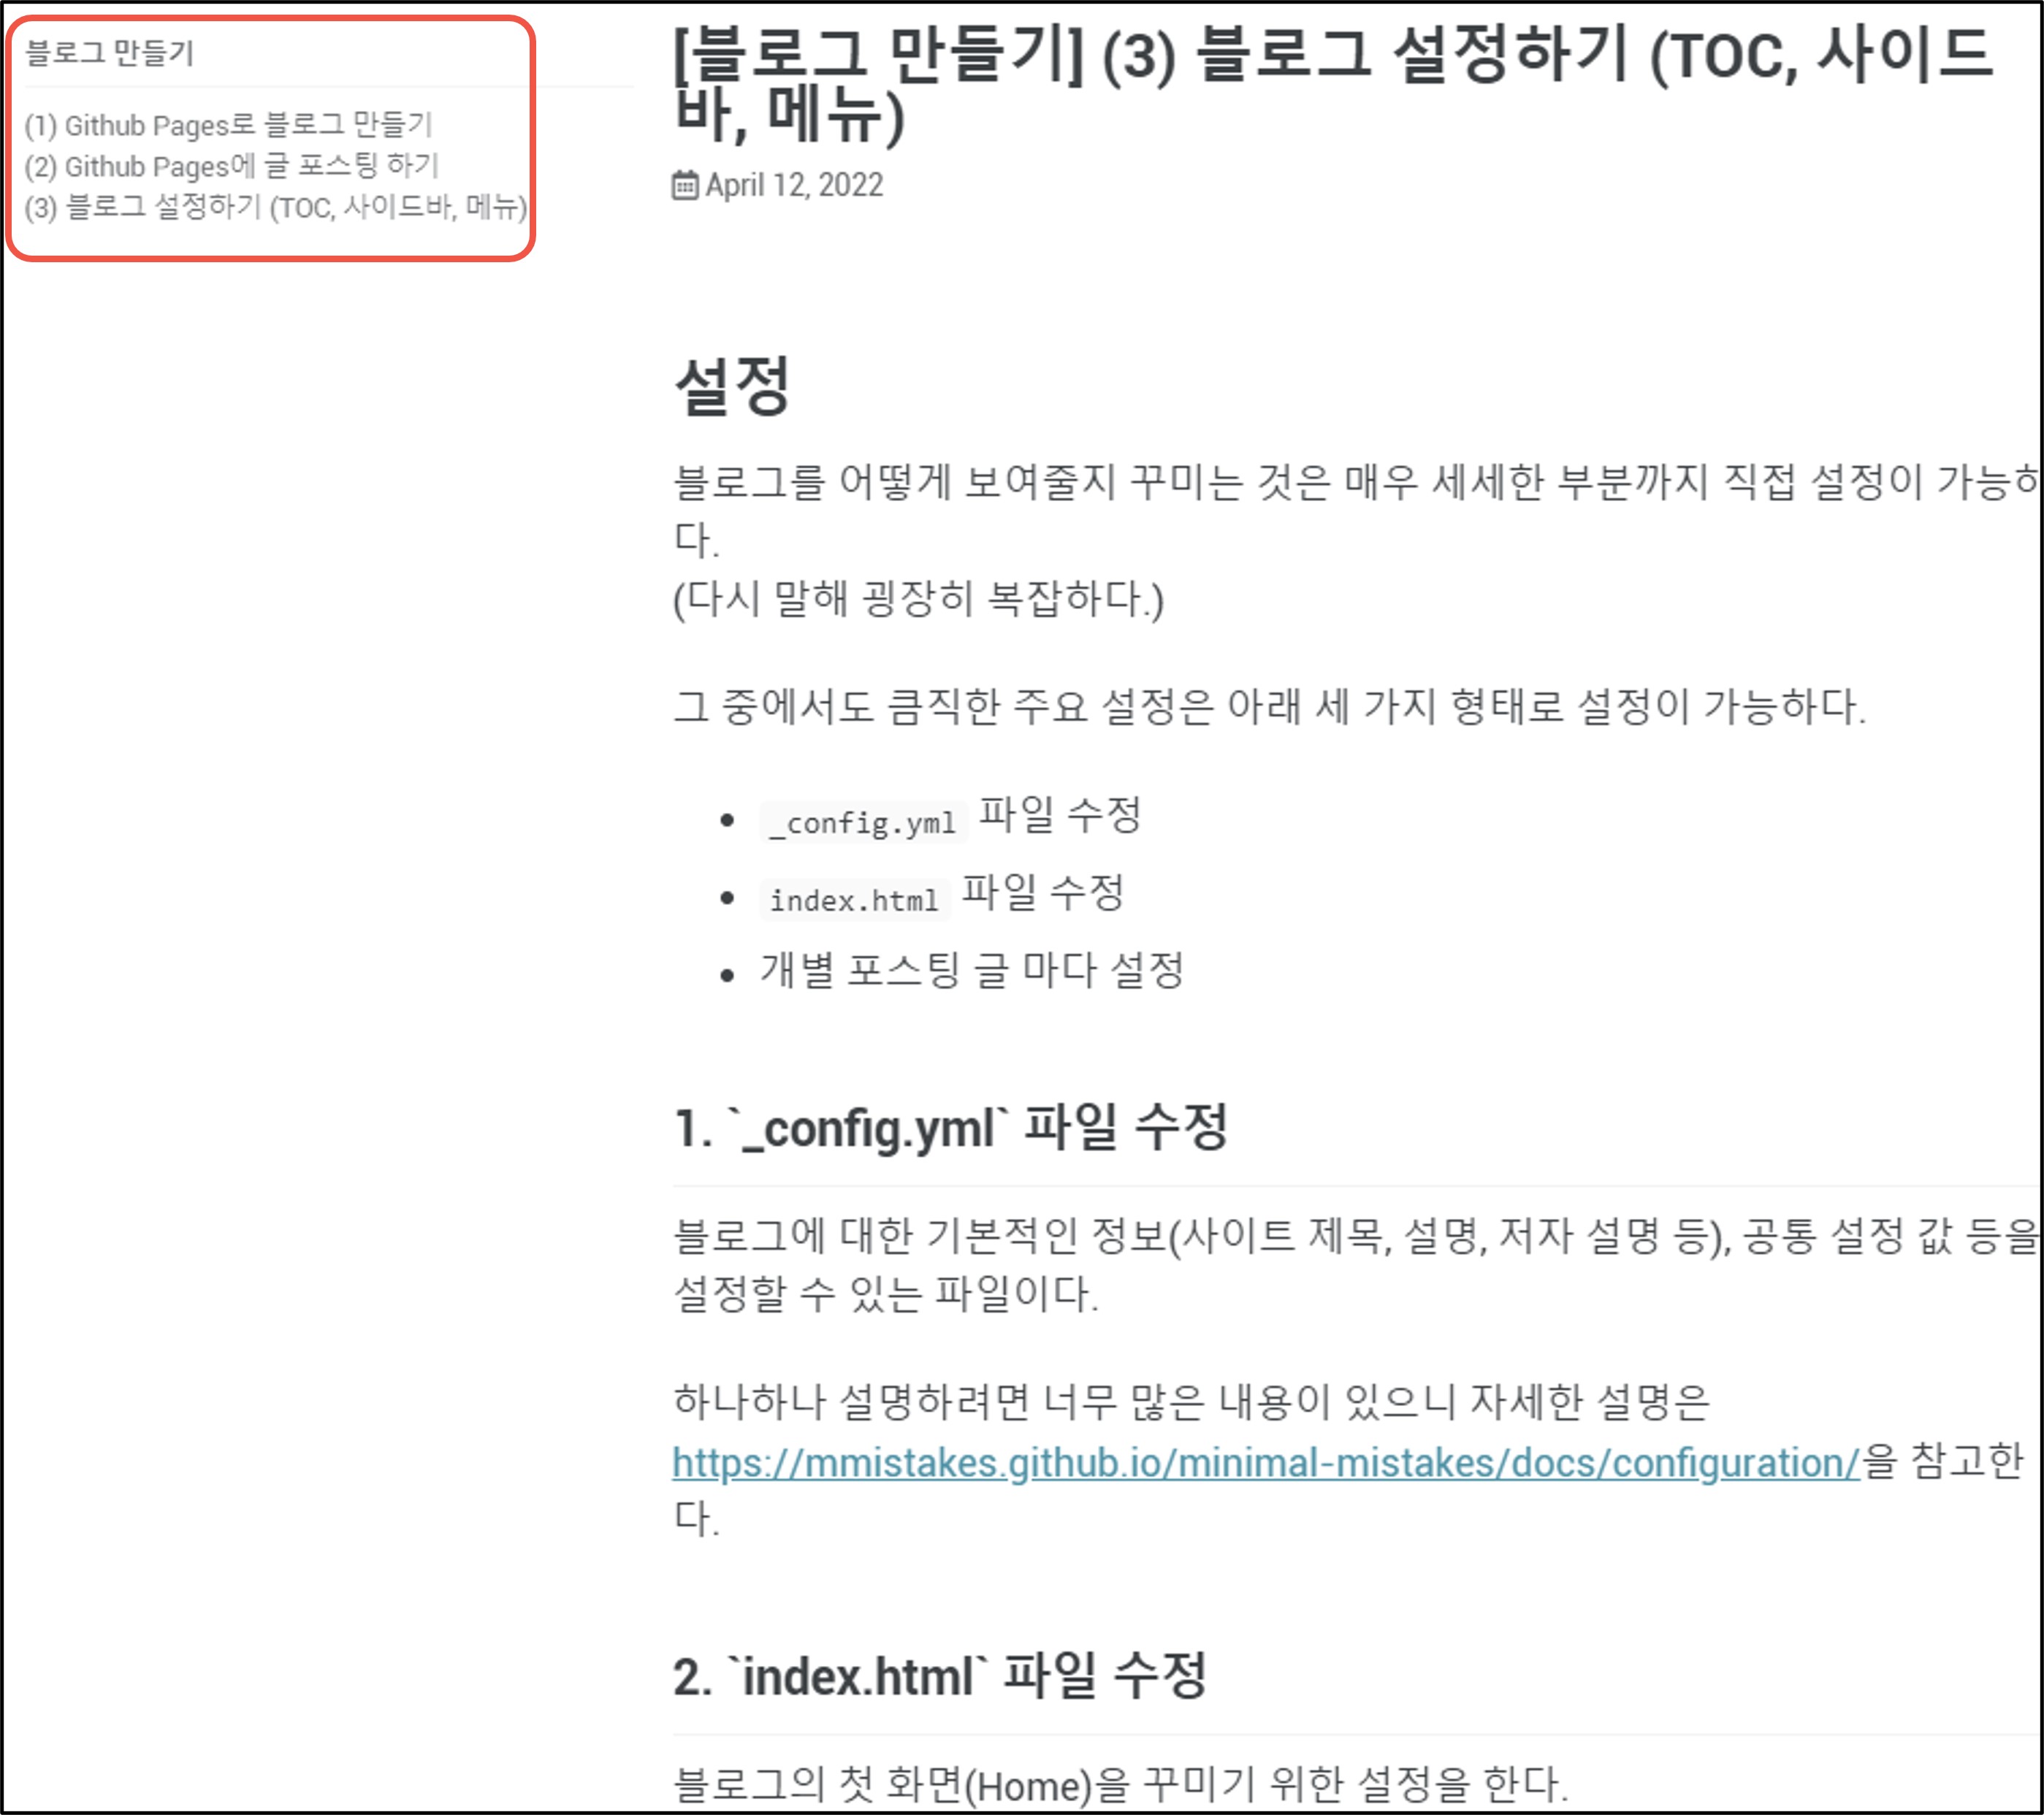 블로그 만들기
(1) Github Pages로 블로그 만들기
(2) Github Pages에 글 포스팅 하기
(3) 블로그 설정하기 (TOC, 사이드바, 메뉴)
[블로그 만들기] (3) 블로그 설정하기 (TOC, 사이드
바, 메뉴)
April 12, 2022
설정
블로그를 어떻게 보여줄지 꾸미는 것은 매우 세세한 부분까지 직접 설정이 가능하
다.
(다시 말해 굉장히 복잡하다.)
그 중에서도 큼직한 주요 설정은 아래 세 가지 형태로 설정이 가능하다.
• _config.yml 파일 수정
• index.html 파일 수정
• 개별 포스팅 글 마다 설정
1. `_config.yml` 파일 수정
블로그에 대한 기본적인 정보(사이트 제목, 설명, 저자 설명 등), 공통 설정 값 등을
설정할 수 있는 파일이다.
하나하나 설명하려면 너무 많은 내용이 있으니 자세한 설명은
https://mmistakes.github.io/minimal-mistakes/docs/configuration/을 참고한
다.
2. `index.html` 파일 수정
블로그의 첫 화면(Home)을 꾸미기 위한 설정을 한다.